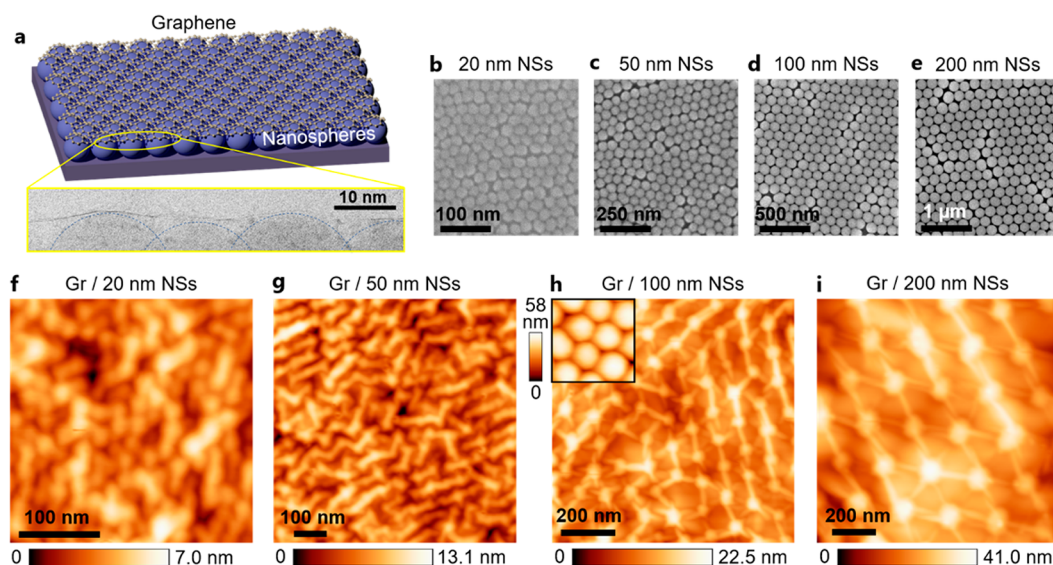 a
Graphene
Nanospheres
10 nm
b 20 nm NSs
100 nm
c 50 nm NSs
250 nm
d 100 nm NSs
500 nm
e 200 nm NSs
1 µm
f Gr / 20 nm NSs
100 nm
0 7.0 nm
g Gr / 50 nm NSs
100 nm
0 13.1 nm
h Gr / 100 nm NSs
58
nm
0
200 nm
0 22.5 nm
i Gr / 200 nm NSs
200 nm
0 41.0 nm